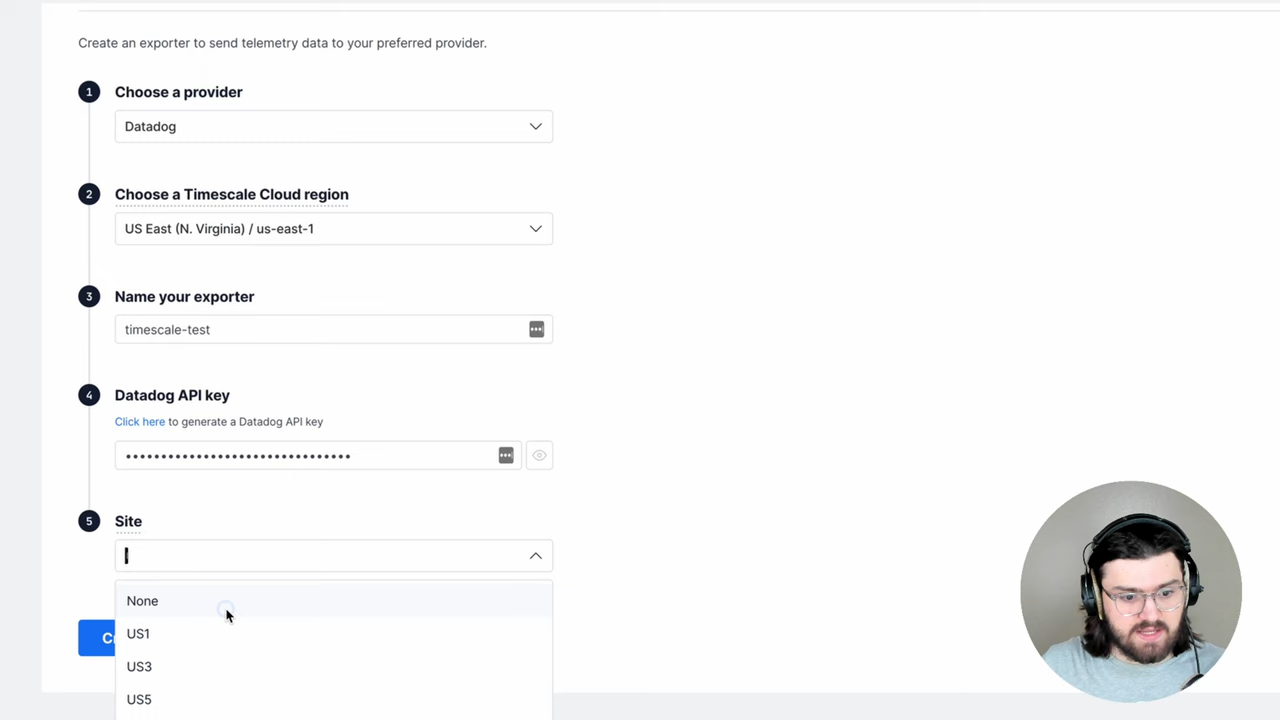 Create an exporter to send telemetry data to your preferred provider.
1 Choose a provider
Datadog
2 Choose a Timescale Cloud region
US East (N. Virginia) / us-east-1
3 Name your exporter
timescale-test
4 Datadog API key
Click here to generate a Datadog API key
••••••••••••••••••••••••••••••••
5 Site
None
US1
US3
US5